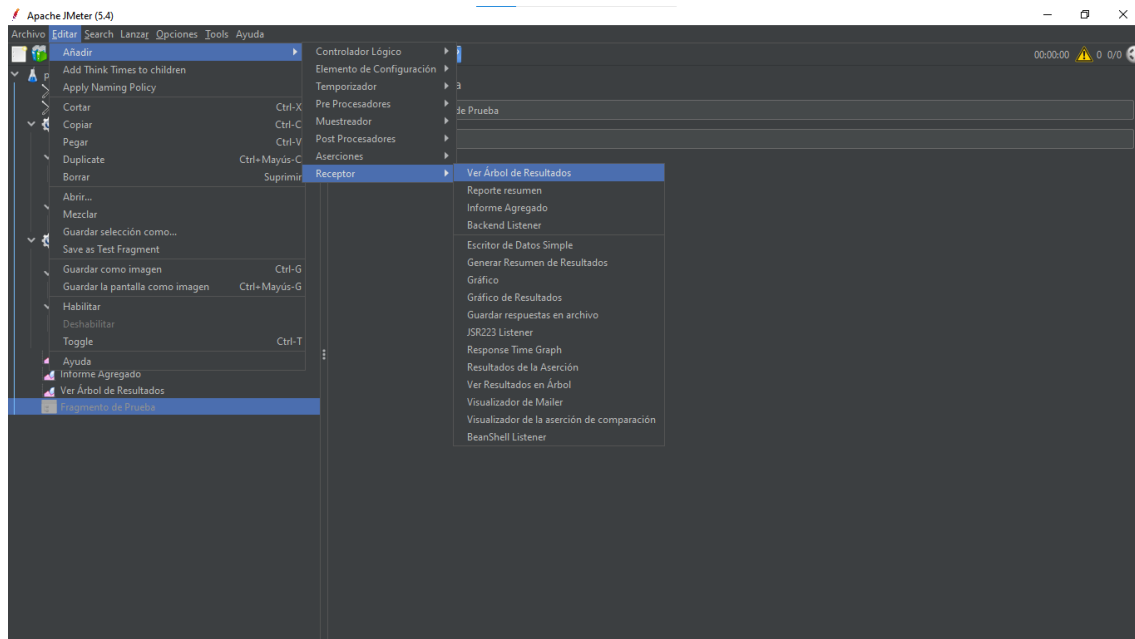 Apache JMeter (5.4)
Archivo Editar Search Lanzar Opciones Tools Ayuda
00:00:00 0 0/0
Añadir
Add Think Times to children
Apply Naming Policy
Cortar Ctrl-X
Copiar Ctrl-C
Pegar Ctrl-V
Duplicate Ctrl+Mayús-C
Borrar Suprimir
Abrir...
Mezclar
Guardar selección como...
Save as Test Fragment
Guardar como imagen Ctrl-G
Guardar la pantalla como imagen Ctrl+Mayús-G
Habilitar
Deshabilitar
Toggle Ctrl-T
Ayuda
Informe Agregado
Ver Árbol de Resultados
Fragmento de Prueba
Controlador Lógico
Elemento de Configuración
Temporizador
Pre Procesadores
Muestreador
Post Procesadores
Aserciones
Receptor
de Prueba
Ver Árbol de Resultados
Reporte resumen
Informe Agregado
Backend Listener
Escritor de Datos Simple
Generar Resumen de Resultados
Gráfico
Gráfico de Resultados
Guardar respuestas en archivo
JSR223 Listener
Response Time Graph
Resultados de la Aserción
Ver Resultados en Árbol
Visualizador de Mailer
Visualizador de la aserción de comparación
BeanShell Listener